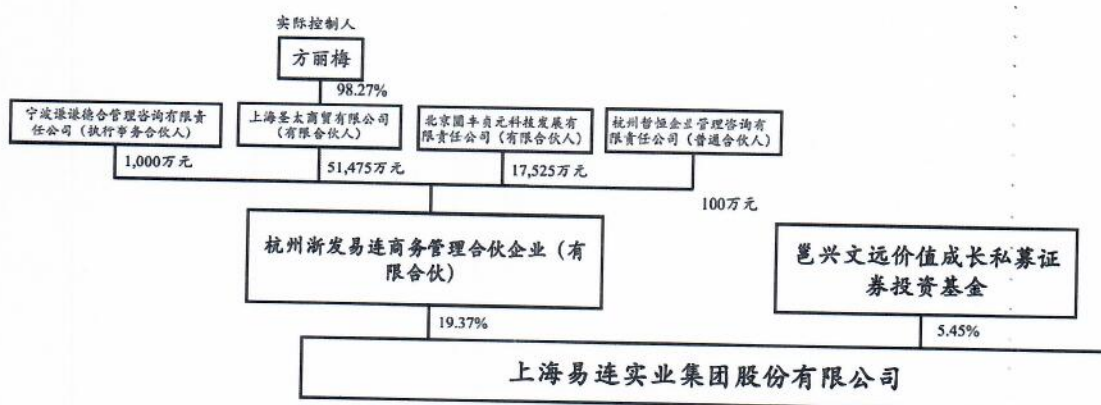 实际控制人
方丽梅
98.27%
宁波谦谦德合管理咨询有限责
任公司（执行事务合伙人）
上海圣太商贸有限公司
（有限合伙人）
北京国丰贞元科技发展有
限责任公司（有限合伙人）
杭州哲恒企兰管理咨询有
限责任公司（普通合伙人）
1,000万元
51,475万元
17,525万元
100万元
杭州浙发易连商务管理合伙企业（有
限合伙）
邕兴文远价值成长私募证
券投资基金
19.37%
5.45%
上海易连实业集团股份有限公司